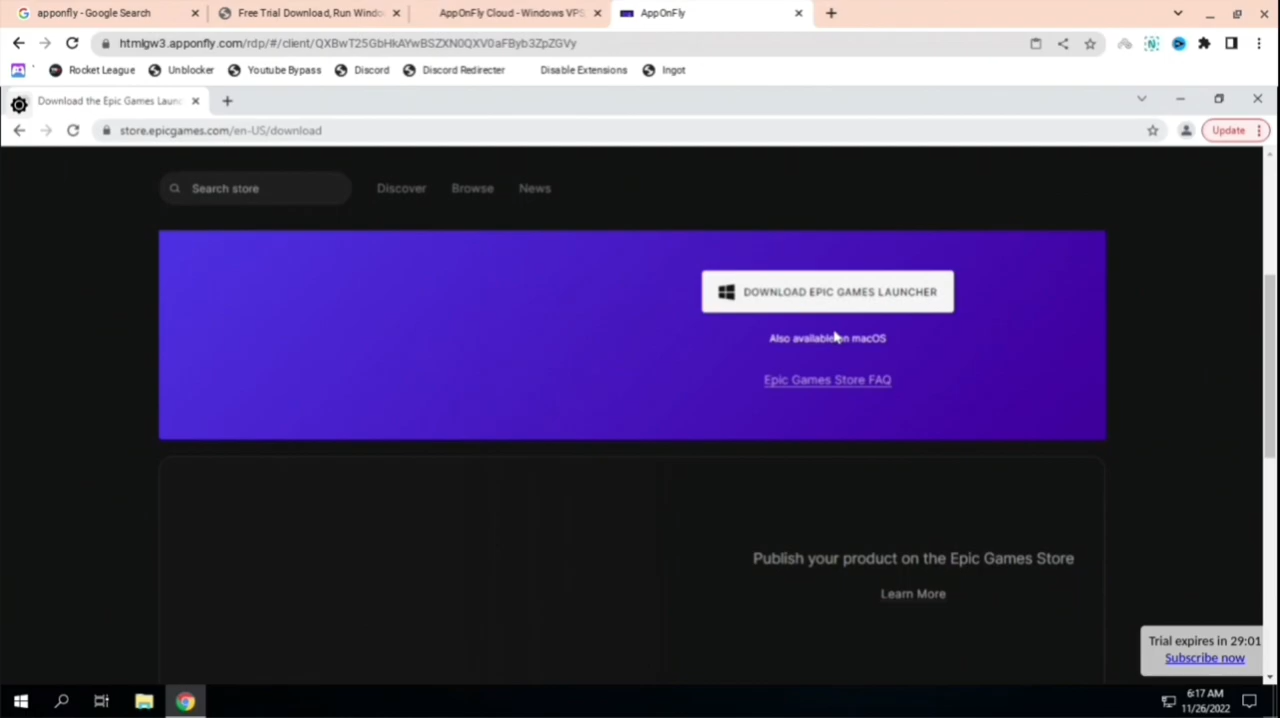 apponfly - Google Search
Free Trial Download, Run Windo
AppOnFly Cloud - Windows VPS,
AppOnFly
htmlgw3.apponfly.com/rdp/#/client/QXBwT25GbHkAYwBSZXN0QXV0aFByb3ZpZGVy
Rocket League
Unblocker
Youtube Bypass
Discord
Discord Redirecter
Disable Extensions
Ingot
Download the Epic Games Laun
store.epicgames.com/en-US/download
Update
Search store
Discover
Browse
News
DOWNLOAD EPIC GAMES LAUNCHER
Also available on macOS
Epic Games Store FAQ
Publish your product on the Epic Games Store
Learn More
Trial expires in 29:01
Subscribe now
6:17 AM
11/26/2022